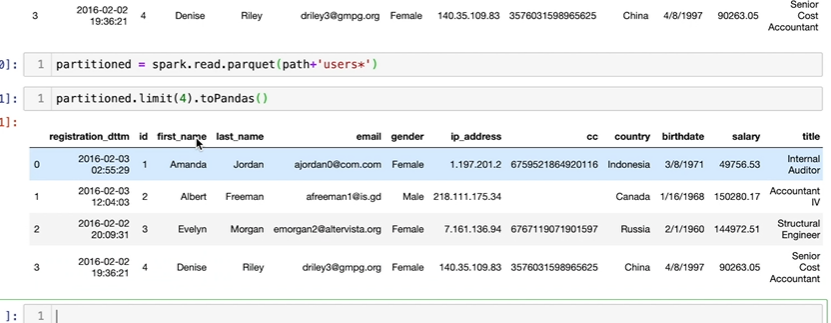 Senior
3 2016-02-02 19:36:21 4 Denise Riley driley3@gmpg.org Female 140.35.109.83 3576031598965625 China 4/8/1997 90263.05 Cost
Accountant
0]: 1 partitioned = spark.read.parquet(path+'users*')
1]: 1 partitioned.limit(4).toPandas()
1]:
registration_dttm id first_name last_name email gender ip_address cc country birthdate salary title
0 2016-02-03 02:55:29 1 Amanda Jordan ajordan0@com.com Female 1.197.201.2 6759521864920116 Indonesia 3/8/1971 49756.53 Internal Auditor
1 2016-02-03 12:04:03 2 Albert Freeman afreeman1@is.gd Male 218.111.175.34 Canada 1/16/1968 150280.17 Accountant IV
2 2016-02-02 20:09:31 3 Evelyn Morgan emorgan2@altervista.org Female 7.161.136.94 6767119071901597 Russia 2/1/1960 144972.51 Structural Engineer
3 2016-02-02 19:36:21 4 Denise Riley driley3@gmpg.org Female 140.35.109.83 3576031598965625 China 4/8/1997 90263.05 Senior Cost Accountant
]: 1